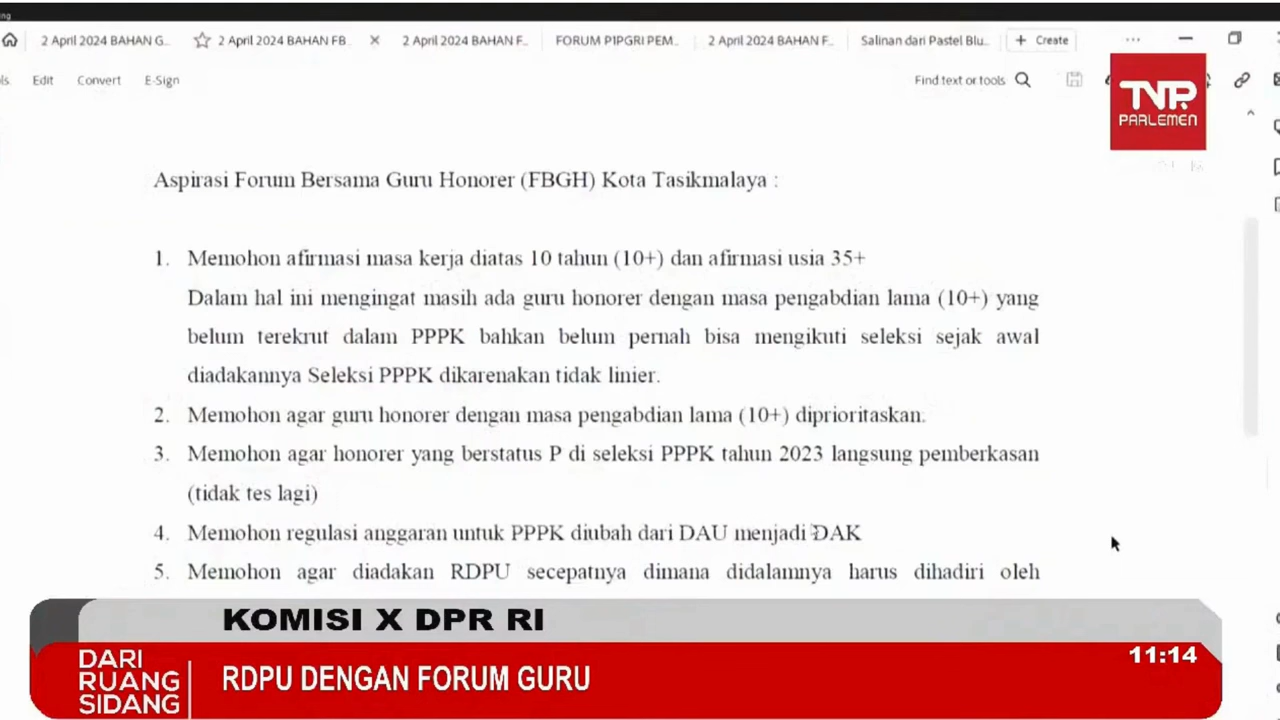 ng
2 April 2024 BAHAN G...
2 April 2024 BAHAN FB
2 April 2024 BAHAN F...
FORUM P1PGRI PEM...
2 April 2024 BAHAN F...
Salinan dari Pastel Blu...
+ Create
ls
Edit
Convert
E-Sign
Find text or tools
TVR
PARLEMEN
Aspirasi Forum Bersama Guru Honorer (FBGH) Kota Tasikmalaya :
1. Memohon afirmasi masa kerja diatas 10 tahun (10+) dan afirmasi usia 35+
Dalam hal ini mengingat masih ada guru honorer dengan masa pengabdian lama (10+) yang
belum terekrut dalam PPPK bahkan belum pernah bisa mengikuti seleksi sejak awal
diadakannya Seleksi PPPK dikarenakan tidak linier.
2. Memohon agar guru honorer dengan masa pengabdian lama (10+) diprioritaskan.
3. Memohon agar honorer yang berstatus P di seleksi PPPK tahun 2023 langsung pemberkasan
(tidak tes lagi)
4. Memohon regulasi anggaran untuk PPPK diubah dari DAU menjadi DAK
5. Memohon agar diadakan RDPU secepatnya dimana didalamnya harus dihadiri oleh
KOMISI X DPR RI
DARI
RUANG
SIDANG
RDPU DENGAN FORUM GURU
11:14